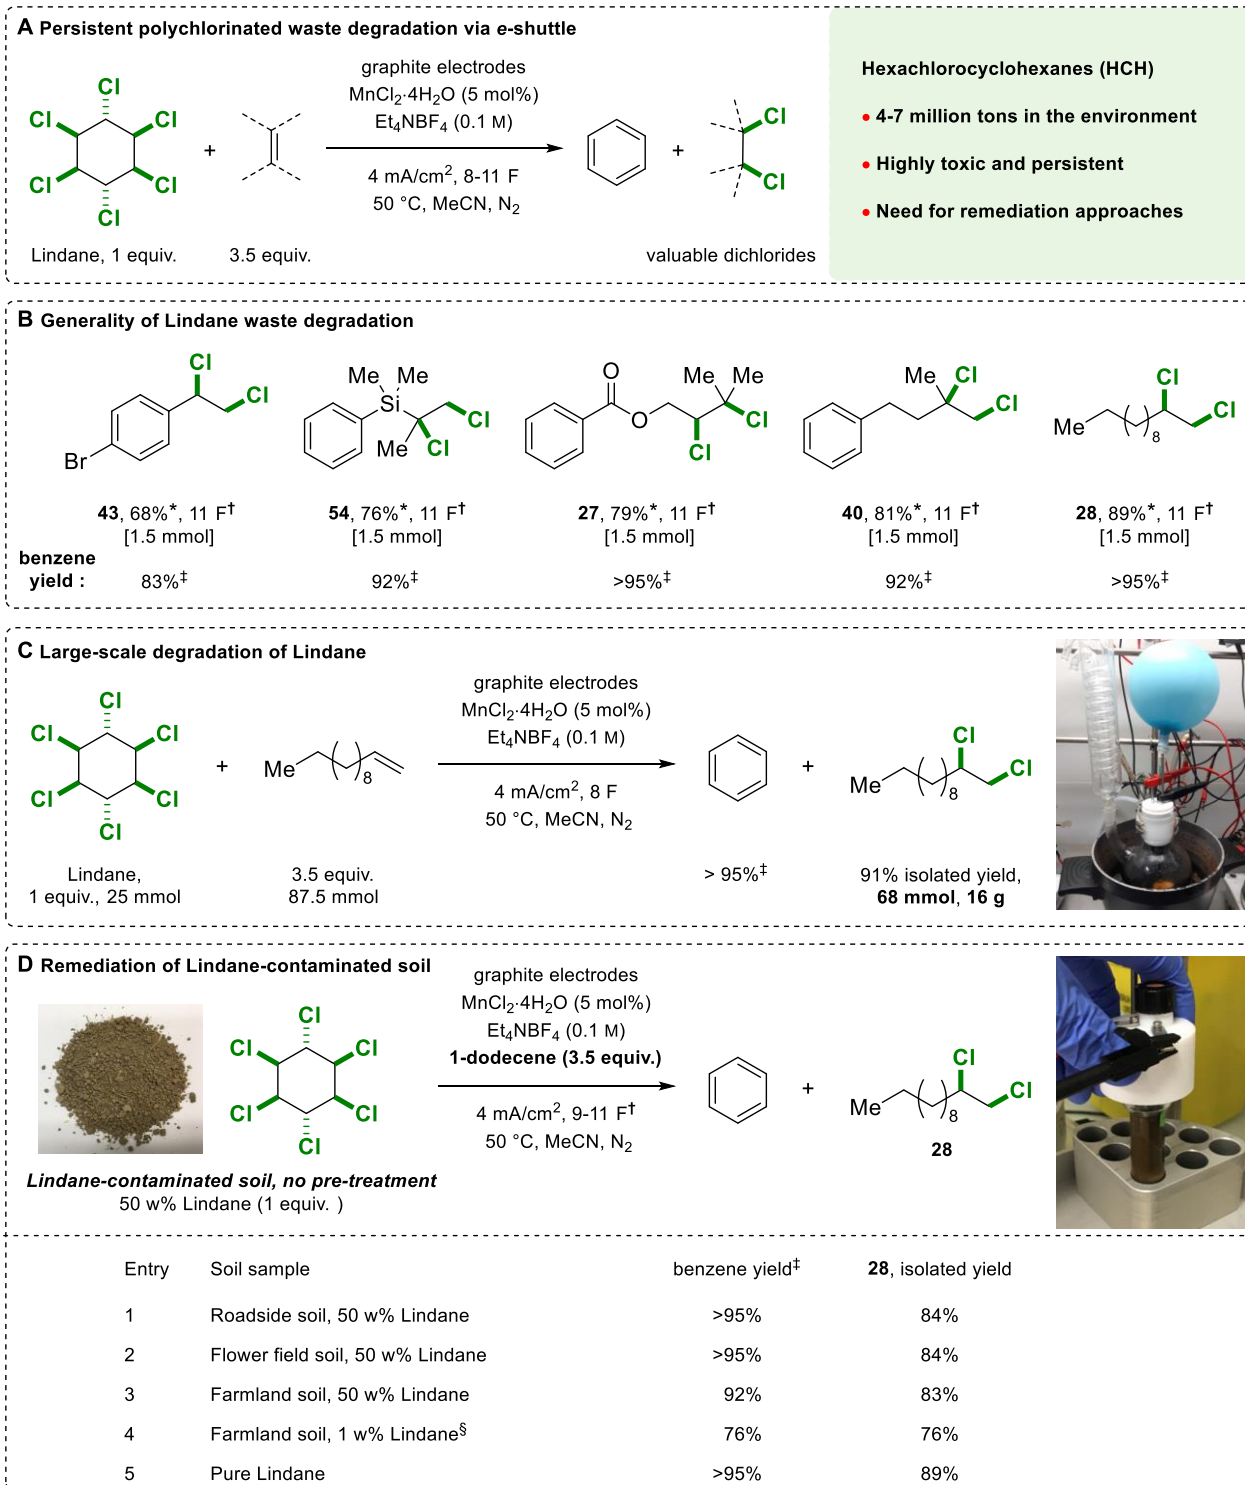 A Persistent polychlorinated waste degradation via e-shuttle
Cl
Cl
Cl
Cl
Cl
Cl
Lindane, 1 equiv.
+
3.5 equiv.
graphite electrodes
MnCl2·4H2O (5 mol%)
Et4NBF4 (0.1 M)
4 mA/cm2, 8-11 F
50 °C, MeCN, N2
+
Cl
Cl
valuable dichlorides
Hexachlorocyclohexanes (HCH)
• 4-7 million tons in the environment
• Highly toxic and persistent
• Need for remediation approaches
B Generality of Lindane waste degradation
Cl
Cl
Br
43, 68%*, 11 F†
[1.5 mmol]
Me
Me
Si
Cl
Me
Cl
54, 76%*, 11 F†
[1.5 mmol]
O
O
Me
Me
Cl
Cl
27, 79%*, 11 F†
[1.5 mmol]
Me
Cl
Cl
40, 81%*, 11 F†
[1.5 mmol]
Cl
Cl
Me
8
28, 89%*, 11 F†
[1.5 mmol]
benzene
yield :
83%‡
92%‡
>95%‡
92%‡
>95%‡
C Large-scale degradation of Lindane
Cl
Cl
Cl
Cl
Cl
Cl
Lindane,
1 equiv., 25 mmol
+
Me
8
3.5 equiv.
87.5 mmol
graphite electrodes
MnCl2·4H2O (5 mol%)
Et4NBF4 (0.1 M)
4 mA/cm2, 8 F
50 °C, MeCN, N2
> 95%‡
+
Cl
Cl
Me
8
91% isolated yield,
68 mmol, 16 g
D Remediation of Lindane-contaminated soil
Cl
Cl
Cl
Cl
Cl
Cl
Lindane-contaminated soil, no pre-treatment
50 w% Lindane (1 equiv. )
graphite electrodes
MnCl2·4H2O (5 mol%)
Et4NBF4 (0.1 M)
1-dodecene (3.5 equiv.)
4 mA/cm2, 9-11 F†
50 °C, MeCN, N2
+
Cl
Cl
Me
8
28
Entry Soil sample benzene yield‡ 28, isolated yield
1 Roadside soil, 50 w% Lindane >95% 84%
2 Flower field soil, 50 w% Lindane >95% 84%
3 Farmland soil, 50 w% Lindane 92% 83%
4 Farmland soil, 1 w% Lindane§ 76% 76%
5 Pure Lindane >95% 89%